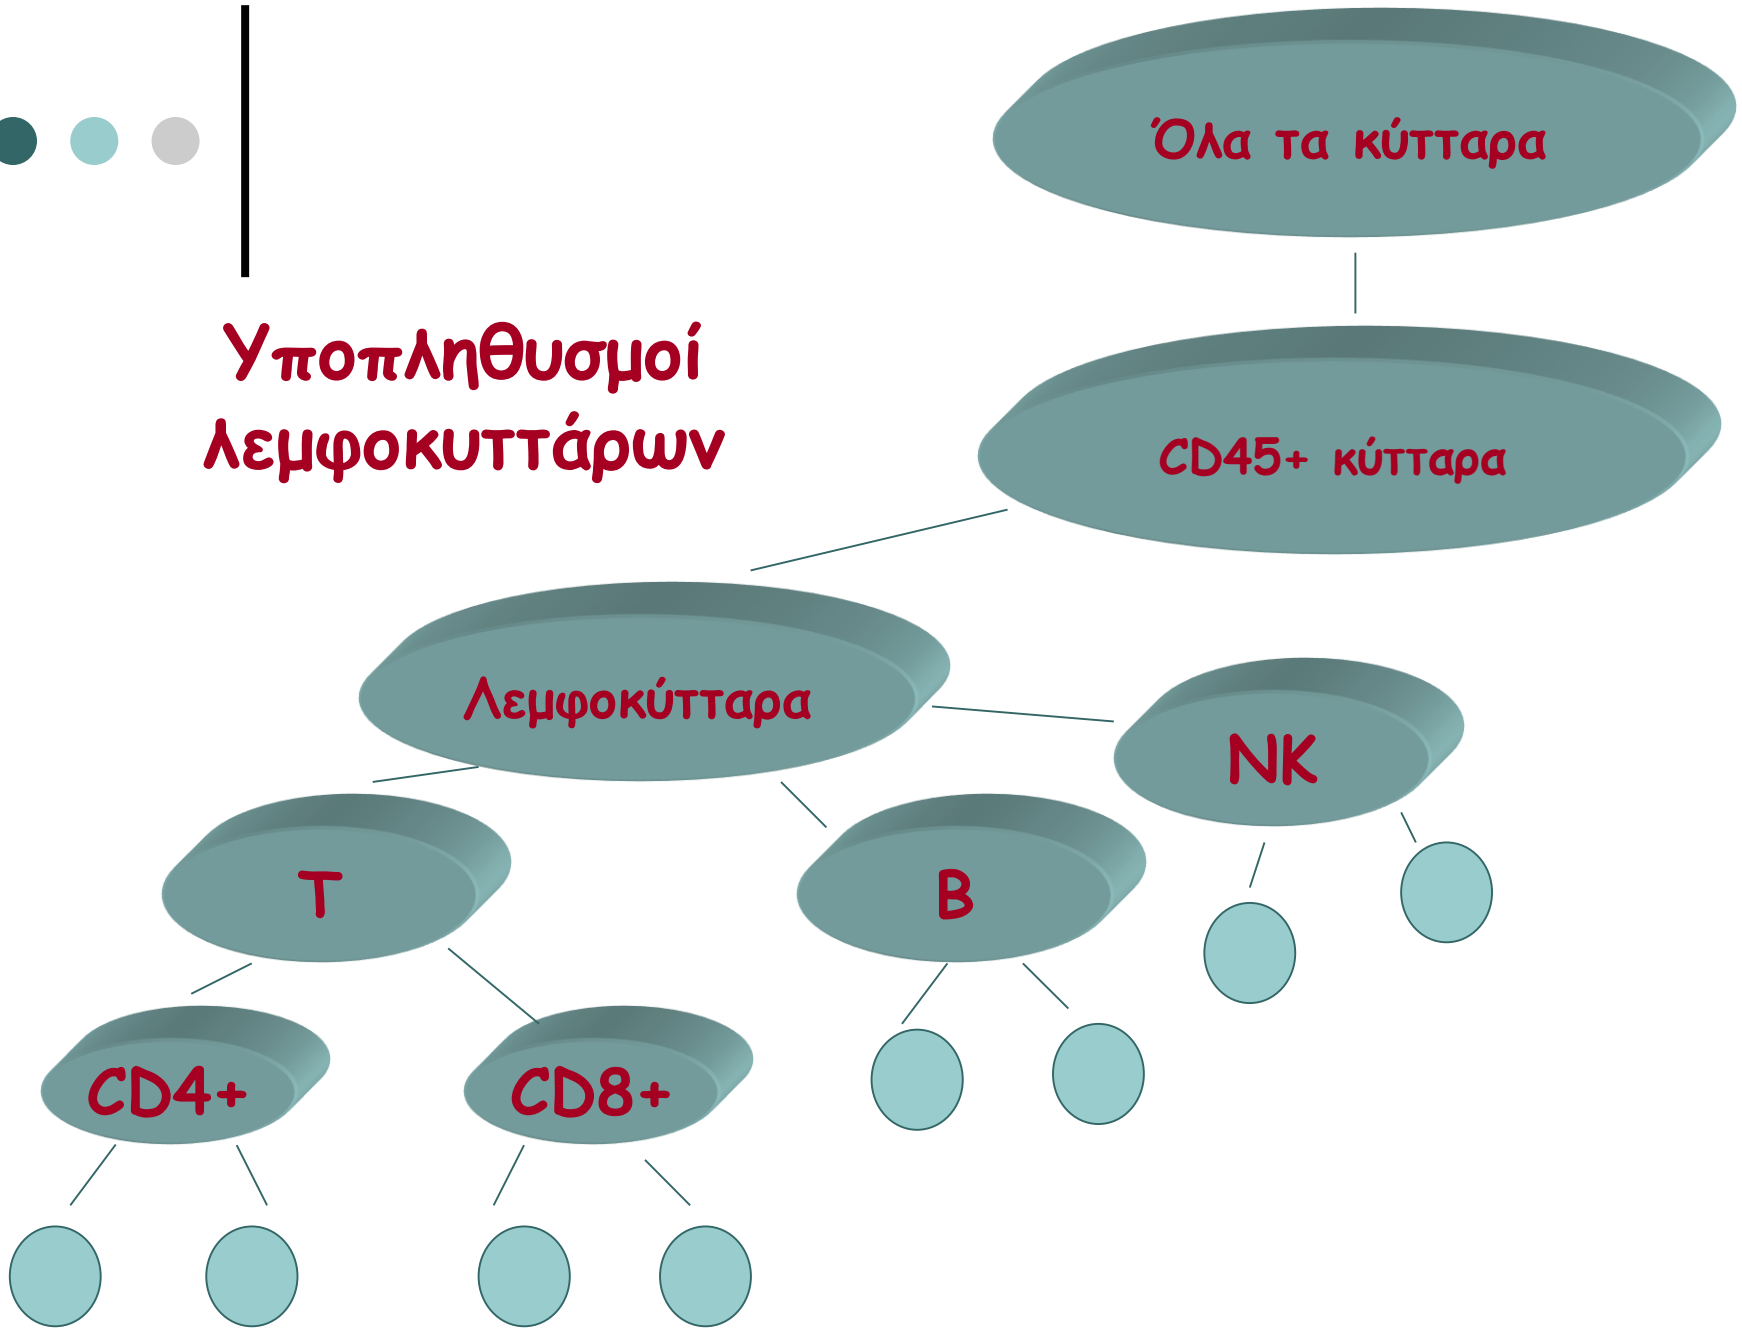 Όλα τα κύτταρα
Υποπληθυσμοί
λεμφοκυττάρων
CD45+ κύτταρα
Λεμφοκύτταρα
NK
T
B
CD4+
CD8+